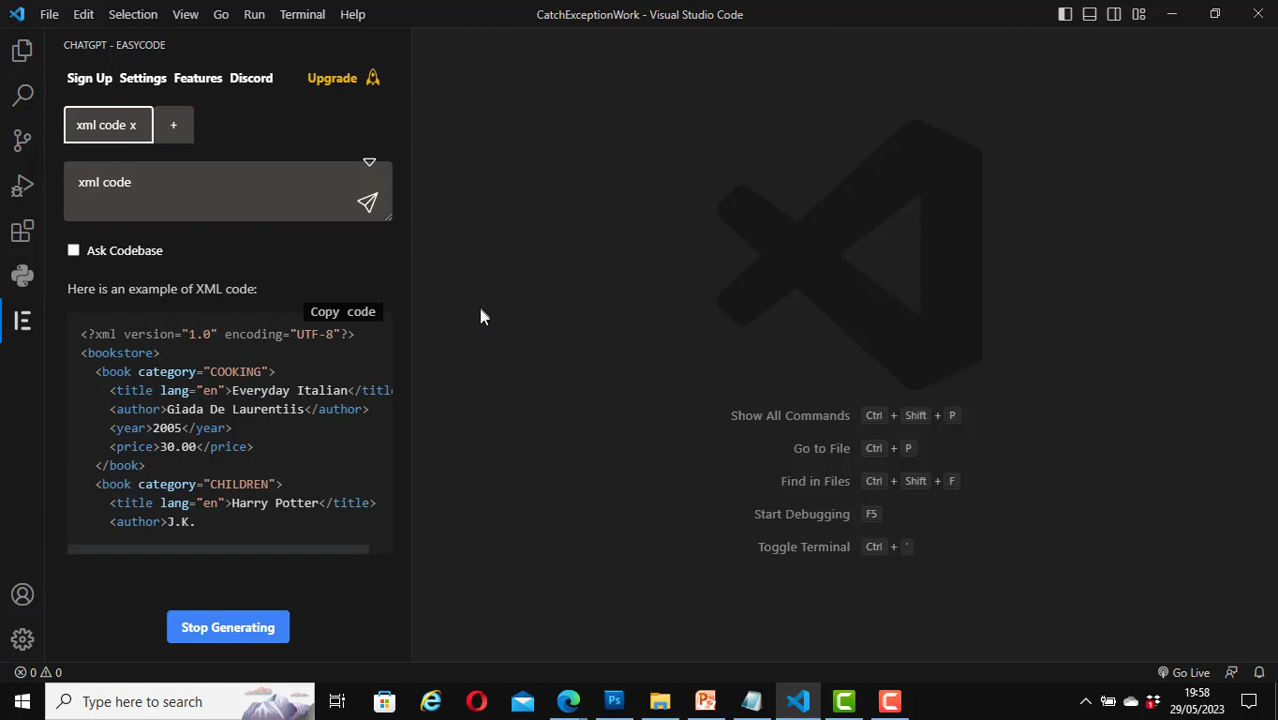 File Edit Selection View Go Run Terminal Help
CatchExceptionWork - Visual Studio Code
CHATGPT - EASYCODE
Sign Up Settings Features Discord Upgrade
xml code x +
xml code
Ask Codebase
Here is an example of XML code:
Copy code
<?xml version="1.0" encoding="UTF-8"?>
<bookstore>
<book category="COOKING">
<title lang="en">Everyday Italian</title
<author>Giada De Laurentiis</author>
<year>2005</year>
<price>30.00</price>
</book>
<book category="CHILDREN">
<title lang="en">Harry Potter</title>
<author>J.K.
Stop Generating
Show All Commands Ctrl + Shift + P
Go to File Ctrl + P
Find in Files Ctrl + Shift + F
Start Debugging F5
Toggle Terminal Ctrl + `
0 0
Go Live
Type here to search
Ps
19:58
29/05/2023